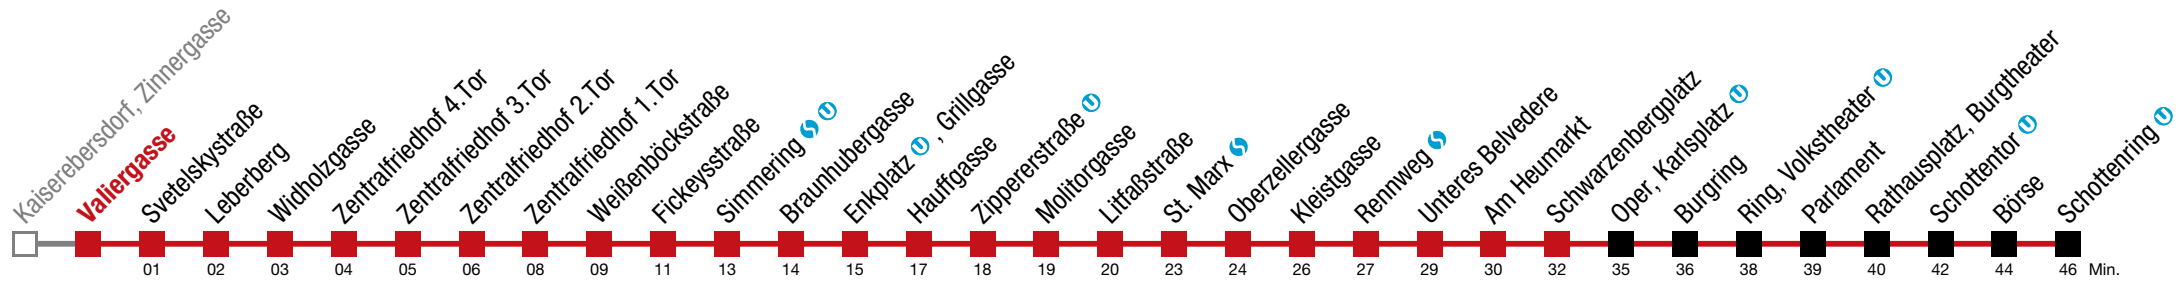 Kaiserebersdorf, Zinnergasse
Valiergasse
Svetelskystraße
Leberberg
Widholzgasse
Zentralfriedhof 4.Tor
Zentralfriedhof 3.Tor
Zentralfriedhof 2.Tor
Zentralfriedhof 1.Tor
Weißenböckstraße
Fickeysstraße
Simmering S U
Braunhubergasse
Enkplatz U , Grillgasse
Hauffgasse
Zippererstraße U
Molitorgasse
Litfaßstraße
St. Marx S
Oberzellergasse
Kleistgasse
Rennweg S
Unteres Belvedere
Am Heumarkt
Schwarzenbergplatz
Oper, Karlsplatz U
Burgring
Ring, Volkstheater U
Parlament
Rathausplatz, Burgtheater
Schottentor U
Börse
Schottenring U
01 02 03 04 05 06 08 09 11 13 14 15 17 18 19 20 23 24 26 27 29 30 32 35 36 38 39 40 42 44 46 Min.